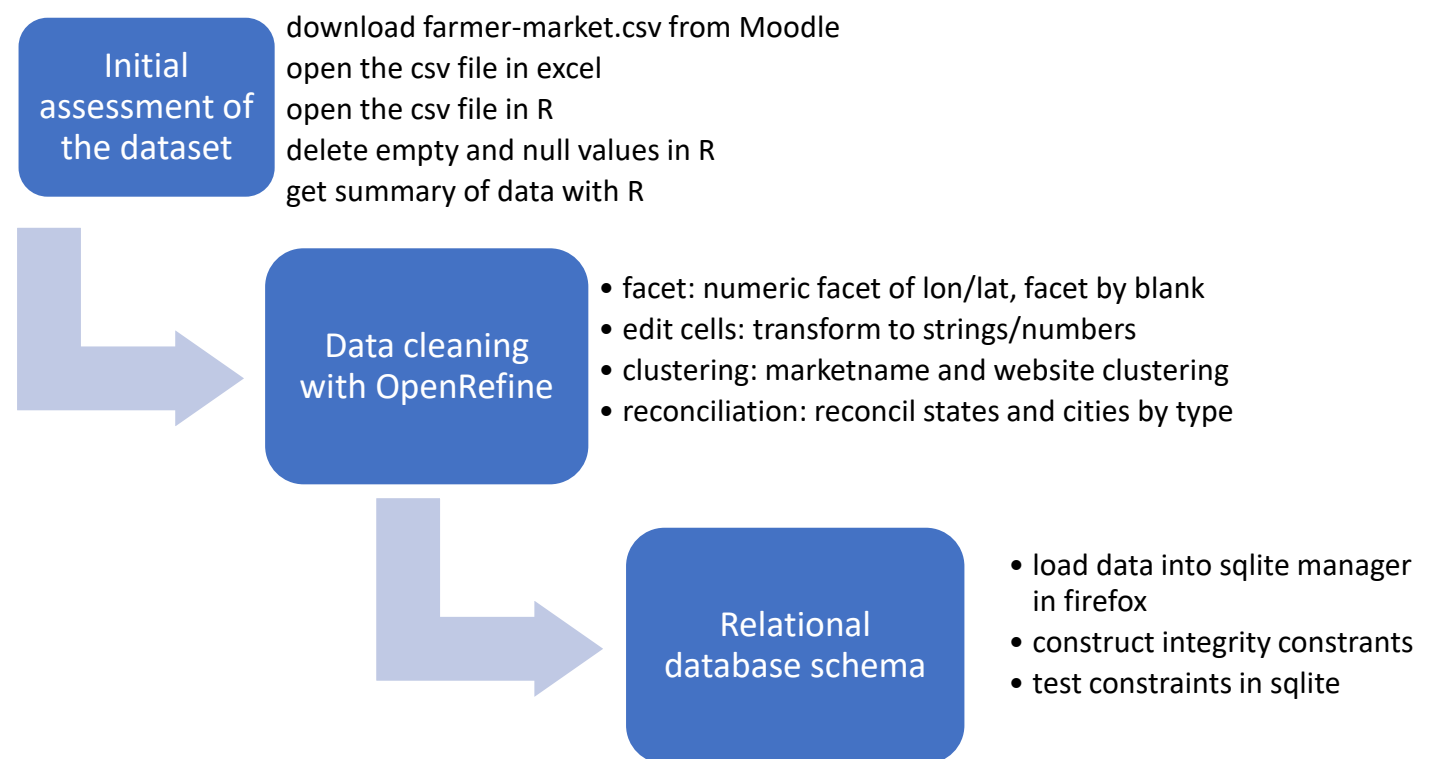 Initial
assessment of
the dataset
download farmer-market.csv from Moodle
open the csv file in excel
open the csv file in R
delete empty and null values in R
get summary of data with R
Data cleaning
with OpenRefine
• facet: numeric facet of lon/lat, facet by blank
• edit cells: transform to strings/numbers
• clustering: marketname and website clustering
• reconciliation: reconcil states and cities by type
Relational
database schema
• load data into sqlite manager
in firefox
• construct integrity constrants
• test constraints in sqlite